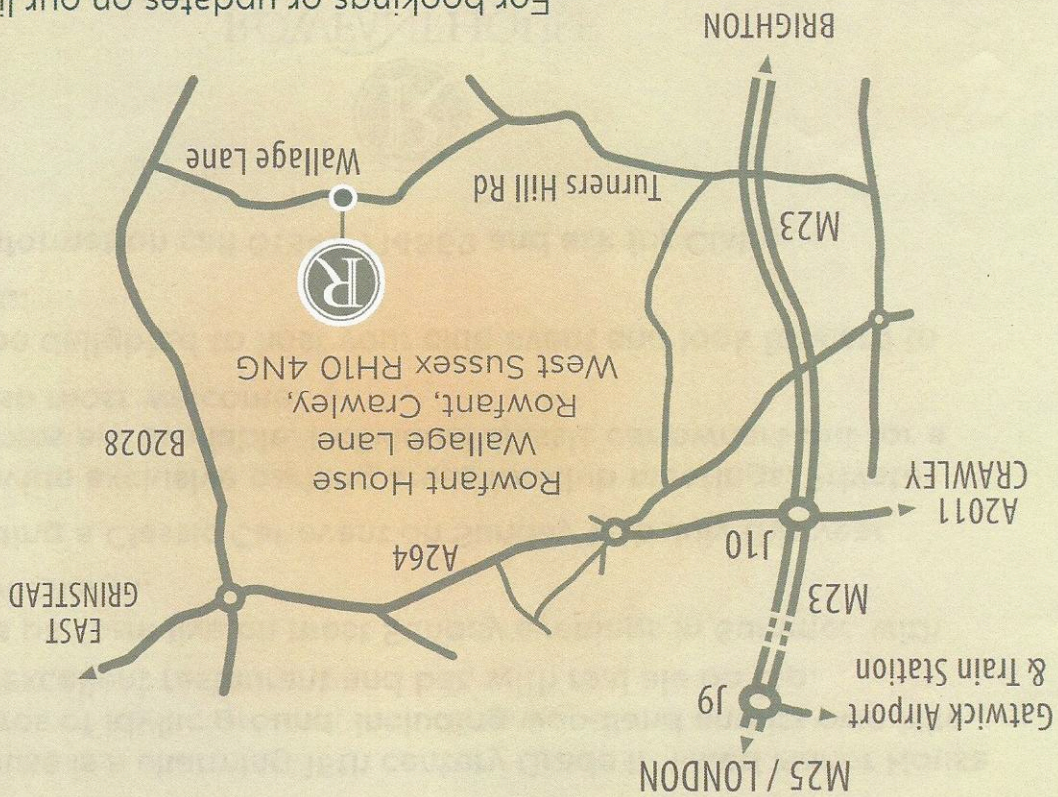 M25 / LONDON
Gatwick Airport
& Train Station
J9
M23
EAST
GRINSTEAD
A2011
CRAWLEY
J10
A264
Rowfant House
Wallage Lane
Rowfant, Crawley,
West Sussex RH10 4NG
B2028
R
M23
Turners Hill Rd
Wallage Lane
BRIGHTON
For bookings or updates on our li